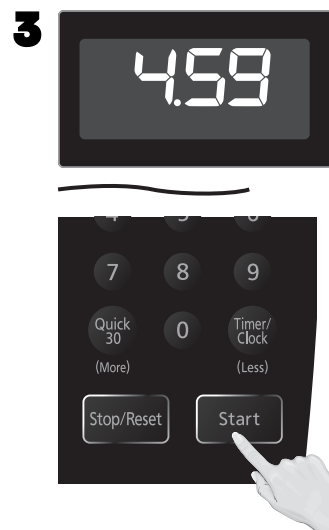 3
4.59
7 8 9
Quick 30 0 Timer/ Clock
(More) (Less)
Stop/Reset Start